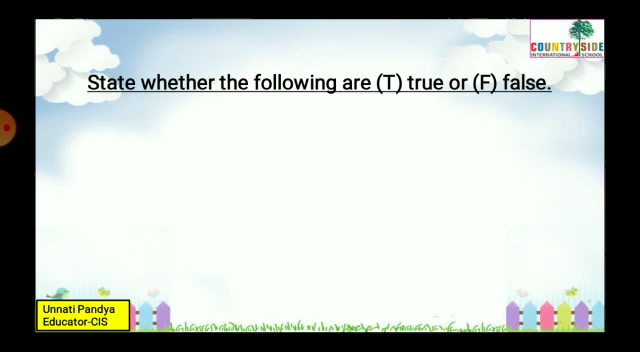 COUNTRYSIDE
INTERNATIONAL SCHOOL
State whether the following are (T) true or (F) false.
Unnati Pandya
Educator-CIS